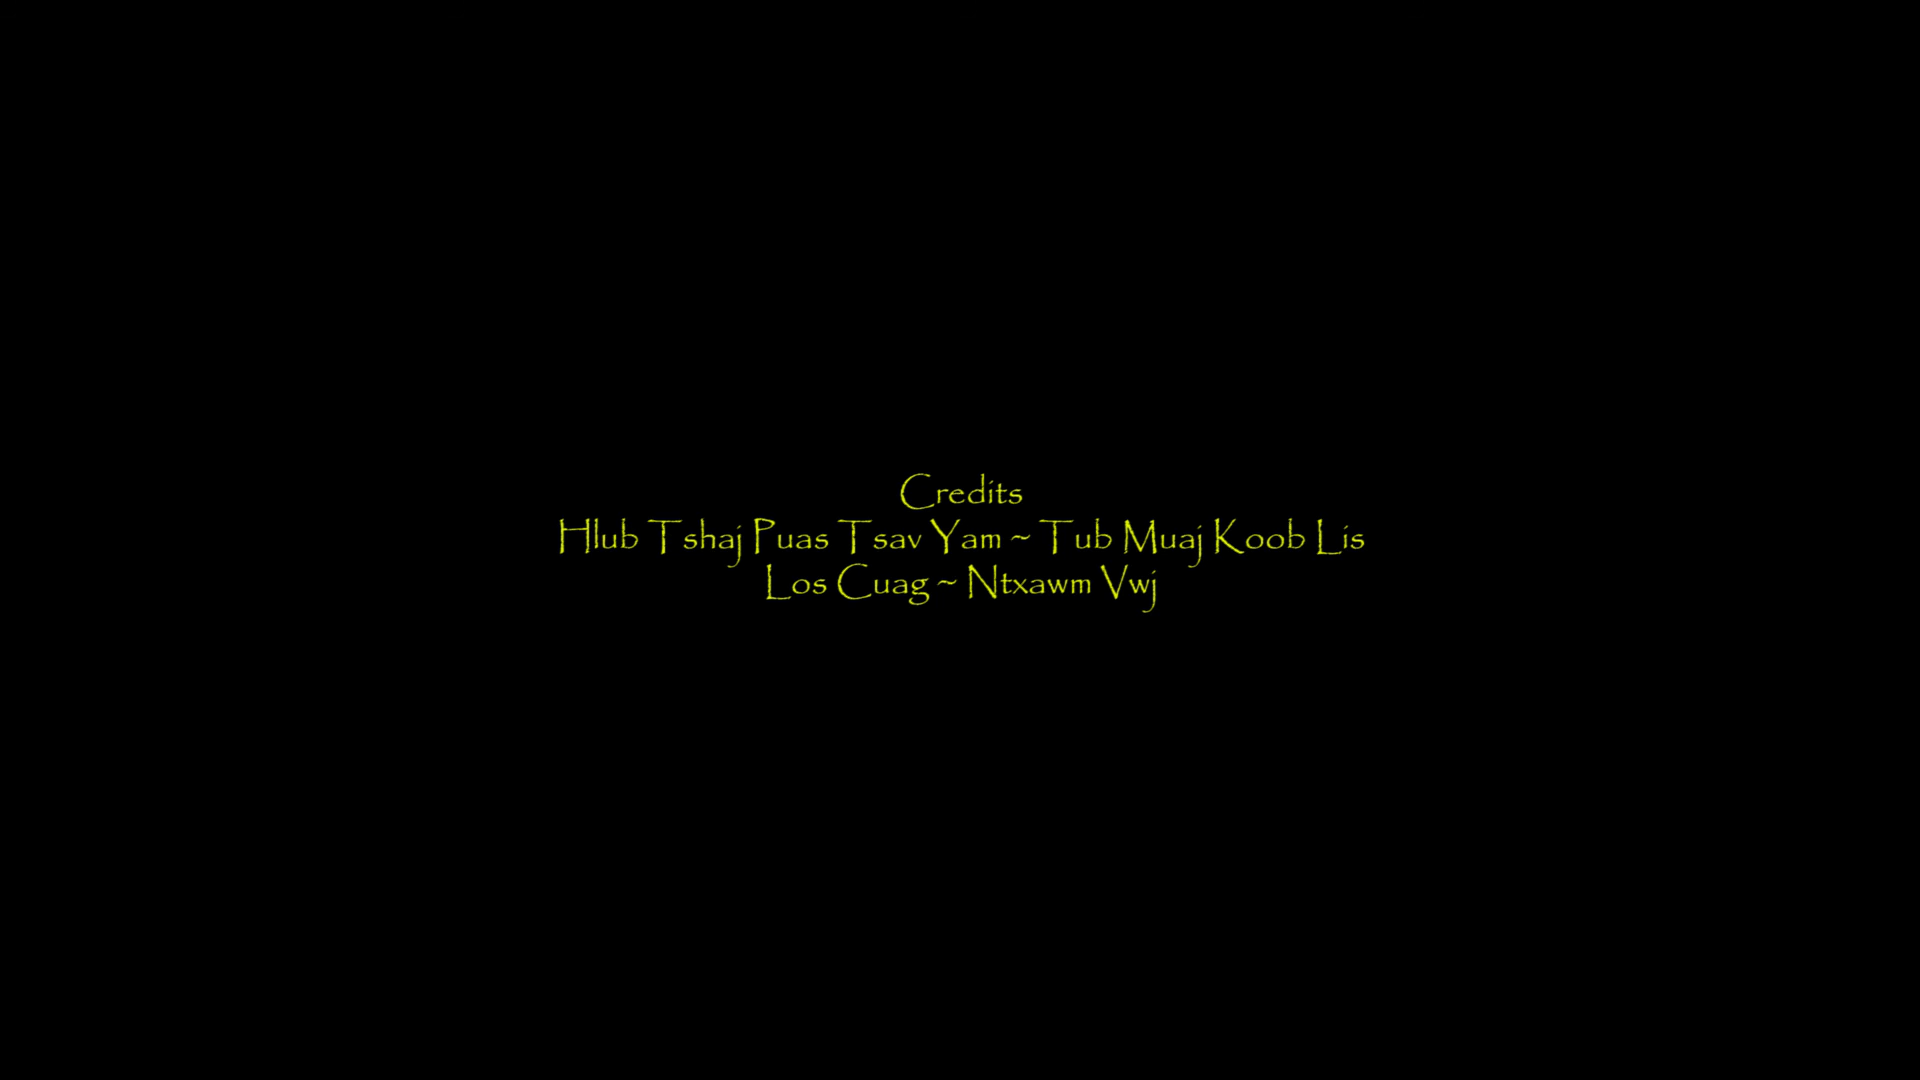 Credits
Hlub Tshaj Puas Tsav Yam ~ Tub Muaj Koob Lis
Los Cuag ~ Ntxawm Vwj